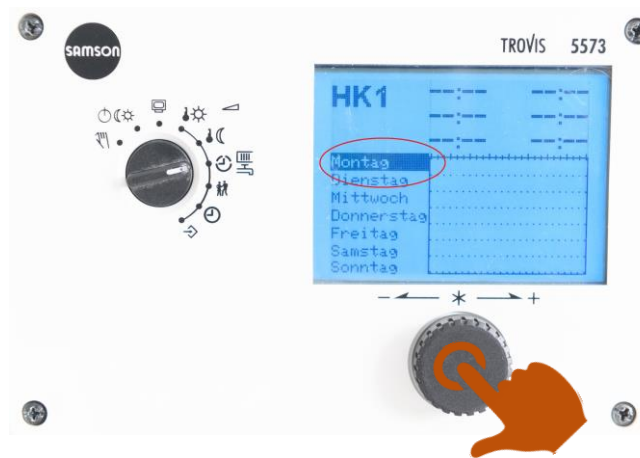 SAMSON
TROVIS 5573
HK1 --:-- --:--
--:-- --:--
--:-- --:--
Montag
Dienstag
Mittwoch
Donnerstag
Freitag
Samstag
Sonntag
- * +